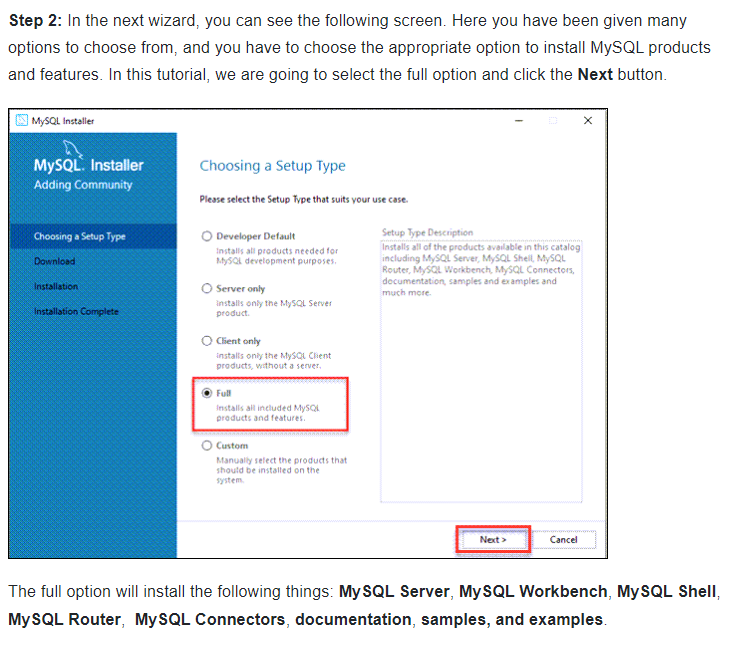 Step 2: In the next wizard, you can see the following screen. Here you have been given many
options to choose from, and you have to choose the appropriate option to install MySQL products
and features. In this tutorial, we are going to select the full option and click the Next button.
MySQL Installer
MySQL. Installer
Adding Community
Choosing a Setup Type
Download
Installation
Installation Complete
Choosing a Setup Type
Please select the Setup Type that suits your use case.
Developer Default
Installs all products needed for
MySQL development purposes.
Server only
Installs only the MySQL Server
product.
Client only
Installs only the MySQL Client
products, without a server.
Full
Installs all included MySQL
products and features.
Custom
Manually select the products that
should be installed on the
system.
Setup Type Description
Installs all of the products available in this catalog
including MySQL Server, MySQL Shell, MySQL
Router, MySQL Workbench, MySQL Connectors,
documentation, samples and examples and
much more.
Next >
Cancel
The full option will install the following things: MySQL Server, MySQL Workbench, MySQL Shell,
MySQL Router, MySQL Connectors, documentation, samples, and examples.